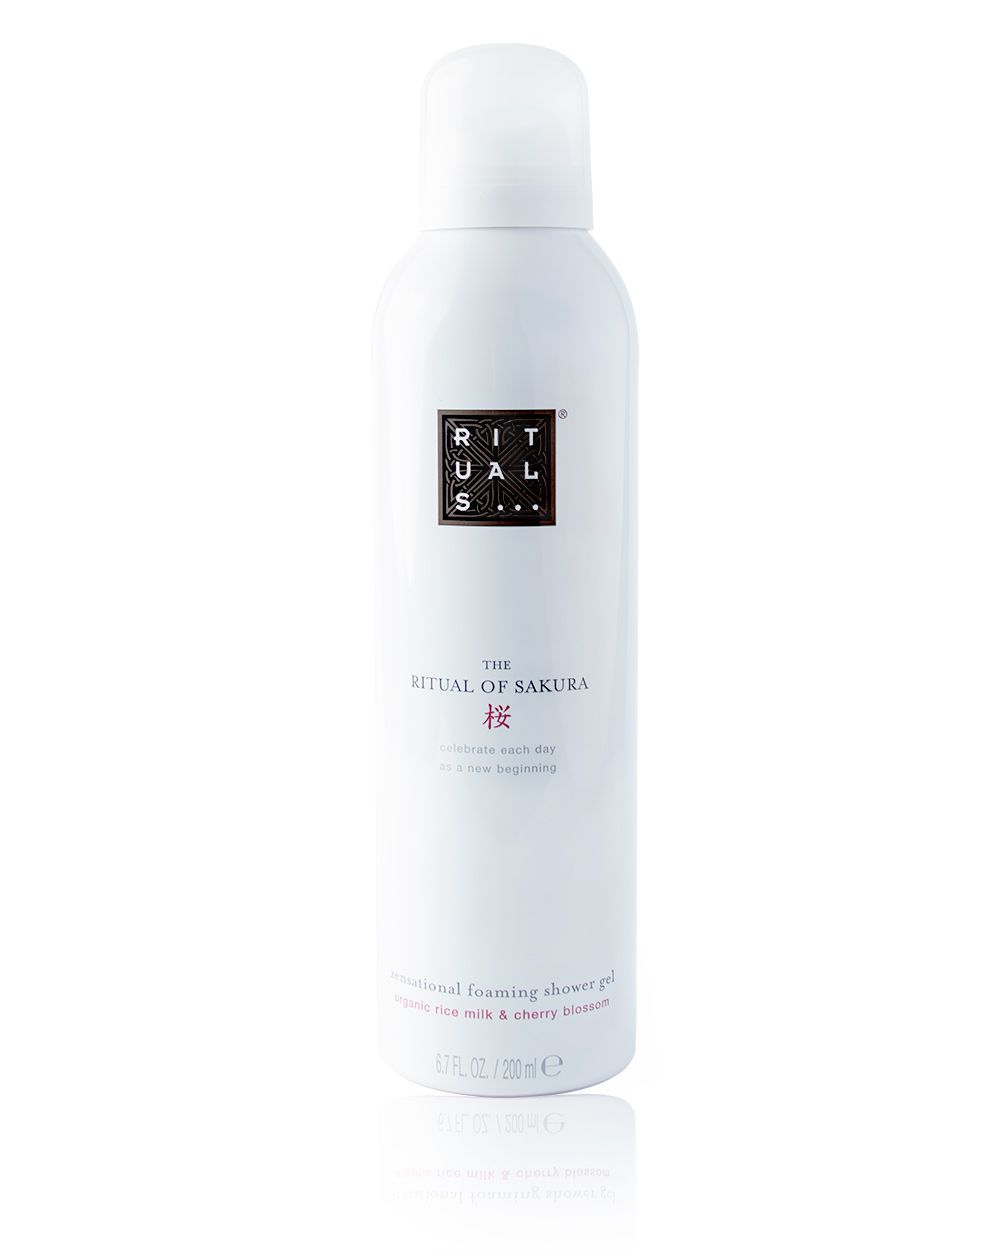 RIT
UAL
S...
®
THE
RITUAL OF SAKURA
桜
celebrate each day
as a new beginning
zensational foaming shower gel
organic rice milk & cherry blossom
6.7 FL. OZ. / 200 ml ℮